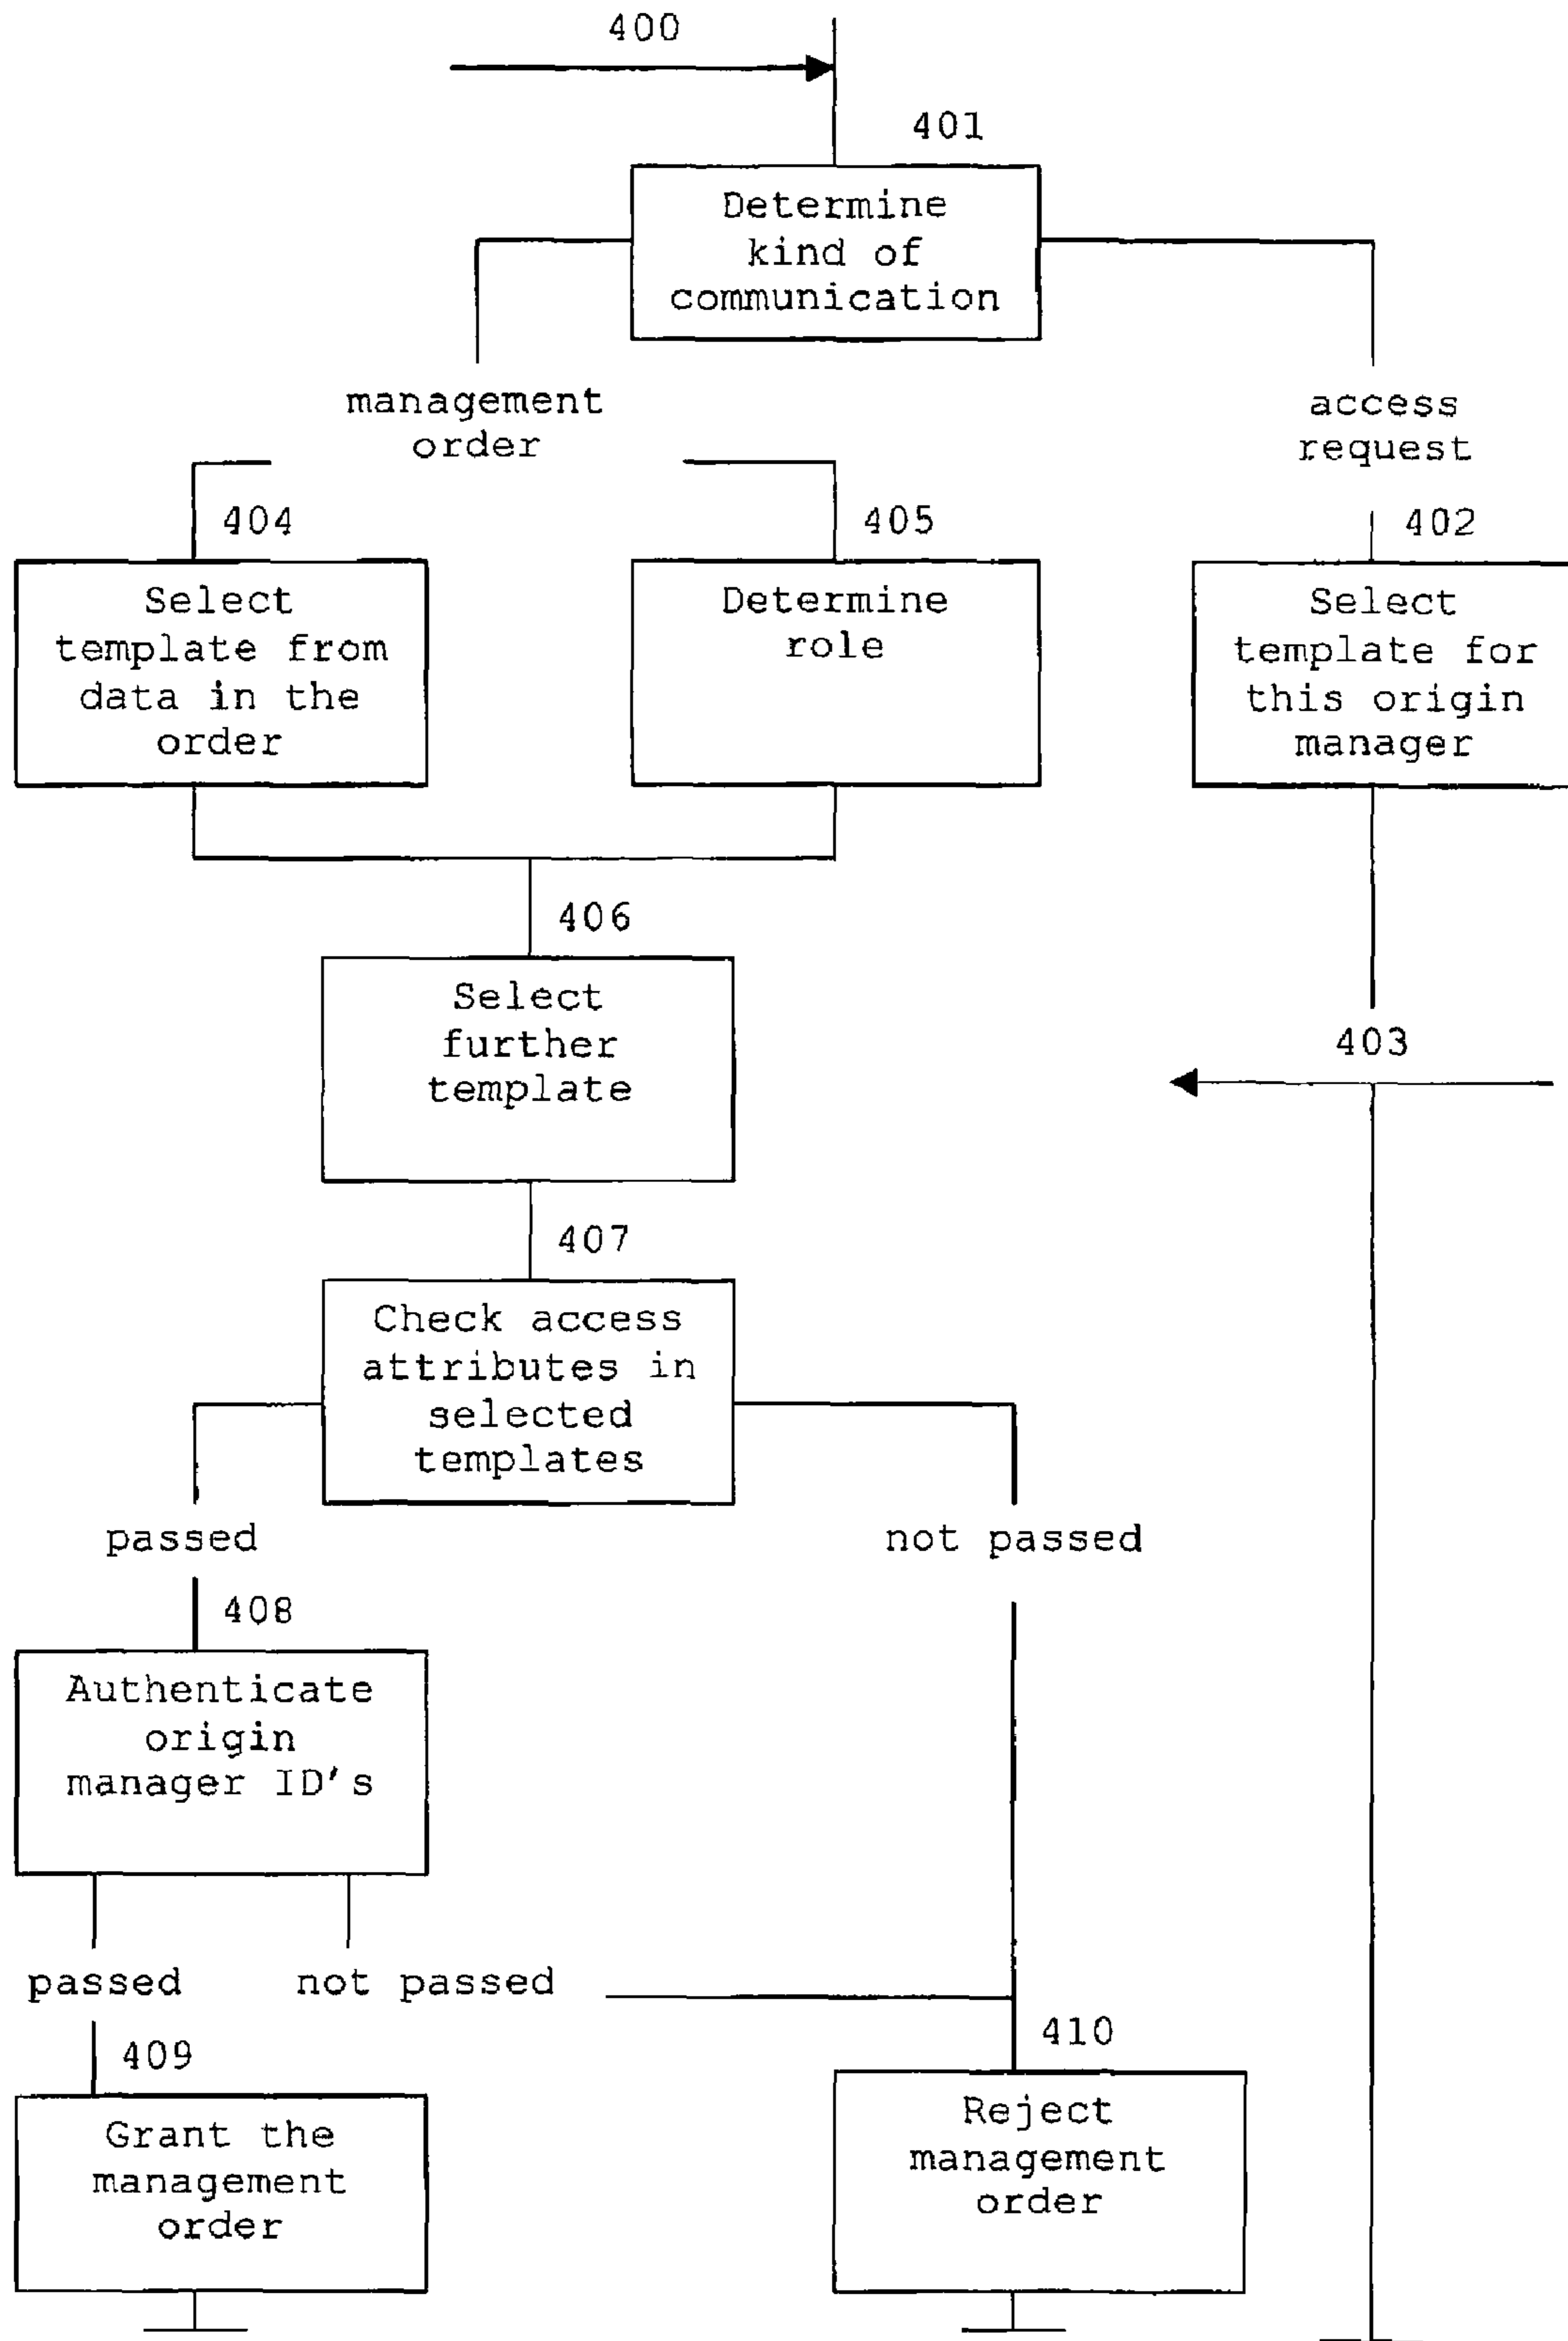 400
401
Determine
kind of
communication
management
order
access
request
404
405
402
Select
template from
data in the
order
Determine
role
Select
template for
this origin
manager
406
Select
further
template
403
407
Check access
attributes in
selected
templates
passed
not passed
408
Authenticate
origin
manager ID's
passed
not passed
409
410
Grant the
management
order
Reject
management
order